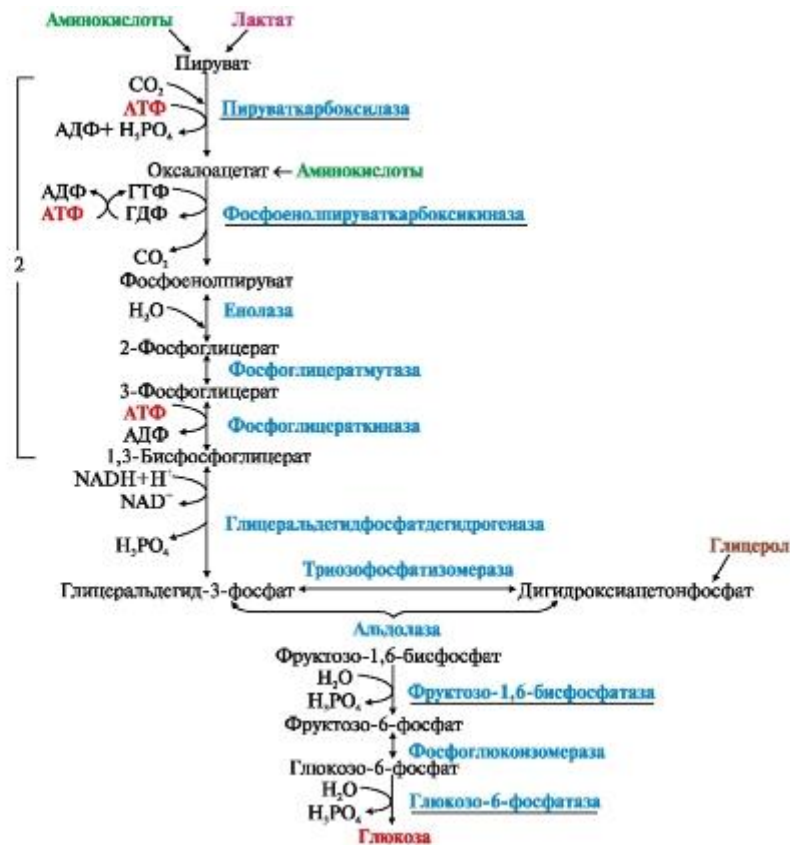 Аминокислоты Лактат
Пируват
CO₂
АТФ Пируваткарбоксилаза
АДФ+ H₃PO₄
Оксалоацетат ← Аминокислоты
АДФ ГТФ
АТФ ГДФ Фосфоенолпируваткарбоксикиназа
CO₂
2
Фосфоенолпируват
H₂O Енолаза
2-Фосфоглицерат
Фосфоглицератмутаза
3-Фосфоглицерат
АТФ
АДФ Фосфоглицераткиназа
1,3-Бисфосфоглицерат
NADH+H⁺
NAD⁺
Глицеральдегидфосфатдегидрогеназа
H₃PO₄
Глицерол
Триозофосфатизомераза
Глицеральдегид-3-фосфат Дигидроксиацетонфосфат
Альдолаза
Фруктозо-1,6-бисфосфат
H₂O
H₃PO₄ Фруктозо-1,6-бисфосфатаза
Фруктозо-6-фосфат
Фосфоглюкоизомераза
Глюкозо-6-фосфат
H₂O
H₃PO₄ Глюкозо-6-фосфатаза
Глюкоза